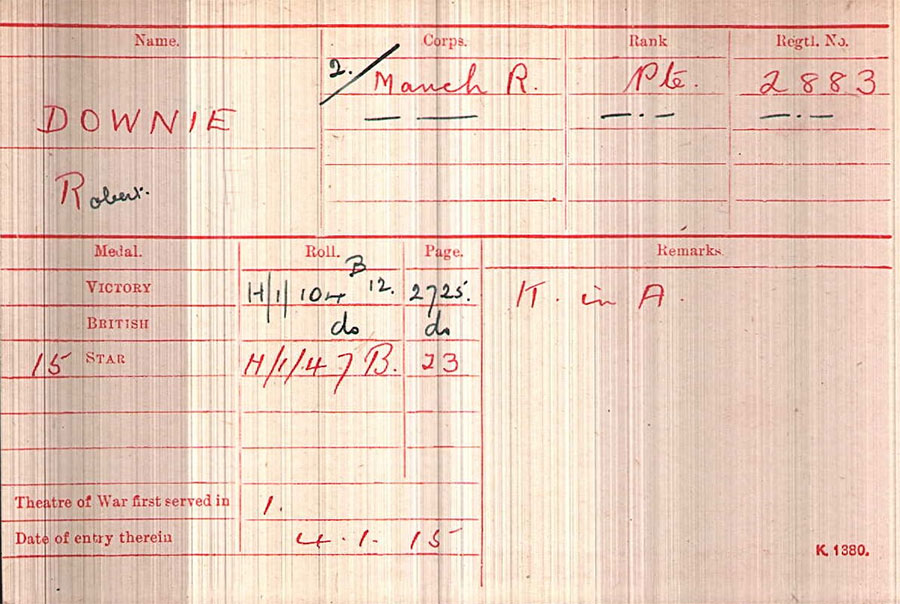 Name. Corps. Rank Regtl. No.
2. / Manch R. Pte. 2883
DOWNIE — — — . — — . —
Robert.
Medal. Roll. Page. Remarks.
VICTORY H/1/104 B 12. 2725. K. in A.
BRITISH do do
15 STAR H/1/47 B. 23
Theatre of War first served in 1.
Date of entry therein 4.1.15
K. 1380.